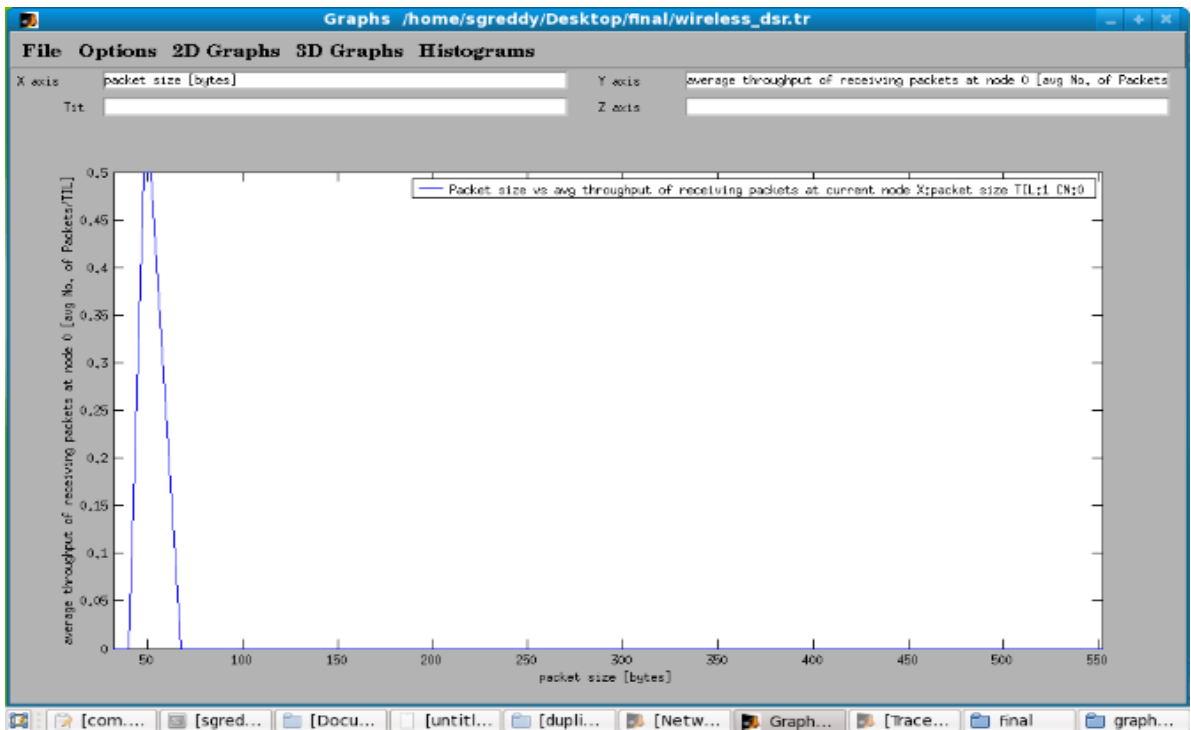 Graphs /home/sgreddy/Desktop/final/wireless_dsr.tr
File Options 2D Graphs 3D Graphs Histograms
X axis packet size [bytes] Y axis average throughput of receiving packets at node 0 [avg No. of Packets
Tit Z axis
Packet size vs avg throughput of receiving packets at current node X:packet size TIL:1 CN:0
average throughput of receiving packets at node 0 [avg No. of Packets/TIL]
0.5
0.45
0.4
0.35
0.3
0.25
0.2
0.15
0.1
0.05
0
50 100 150 200 250 300 350 400 450 500 550
packet size [bytes]
[com.... [sgred... [Docu... [untitl... [dupli... [Netw... Graph... [Trace... final graph...